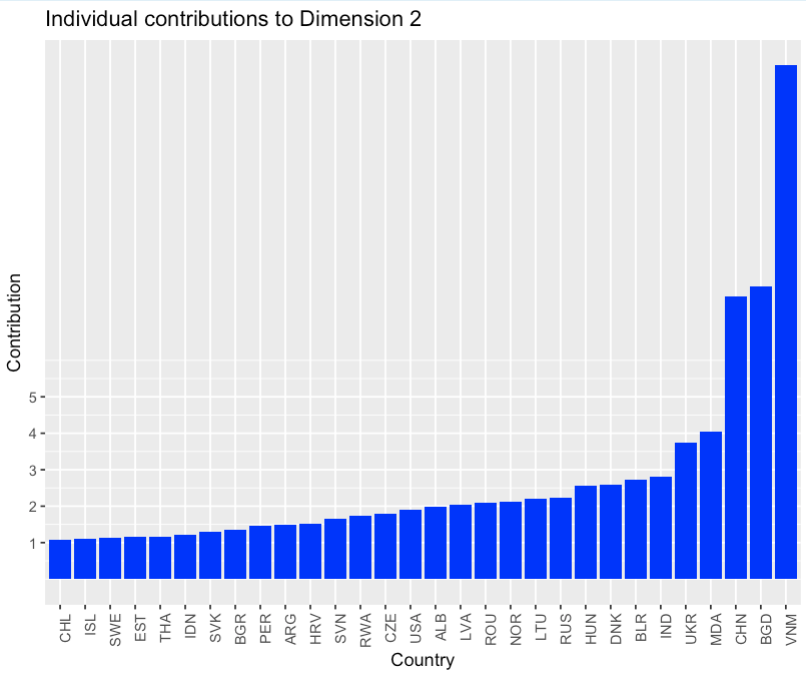 Individual contributions to Dimension 2
Contribution
5
4
3
2
1
CHL
ISL
SWE
EST
THA
IDN
SVK
BGR
PER
ARG
HRV
SVN
RWA
CZE
USA
ALB
LVA
ROU
NOR
LTU
RUS
HUN
DNK
BLR
IND
UKR
MDA
CHN
BGD
VNM
Country